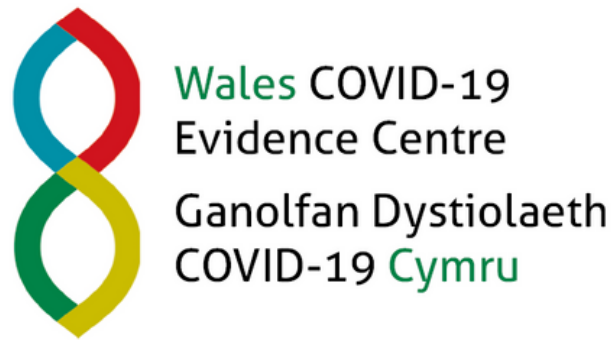 Wales COVID-19
Evidence Centre
Ganolfan Dystiolaeth
COVID-19 Cymru